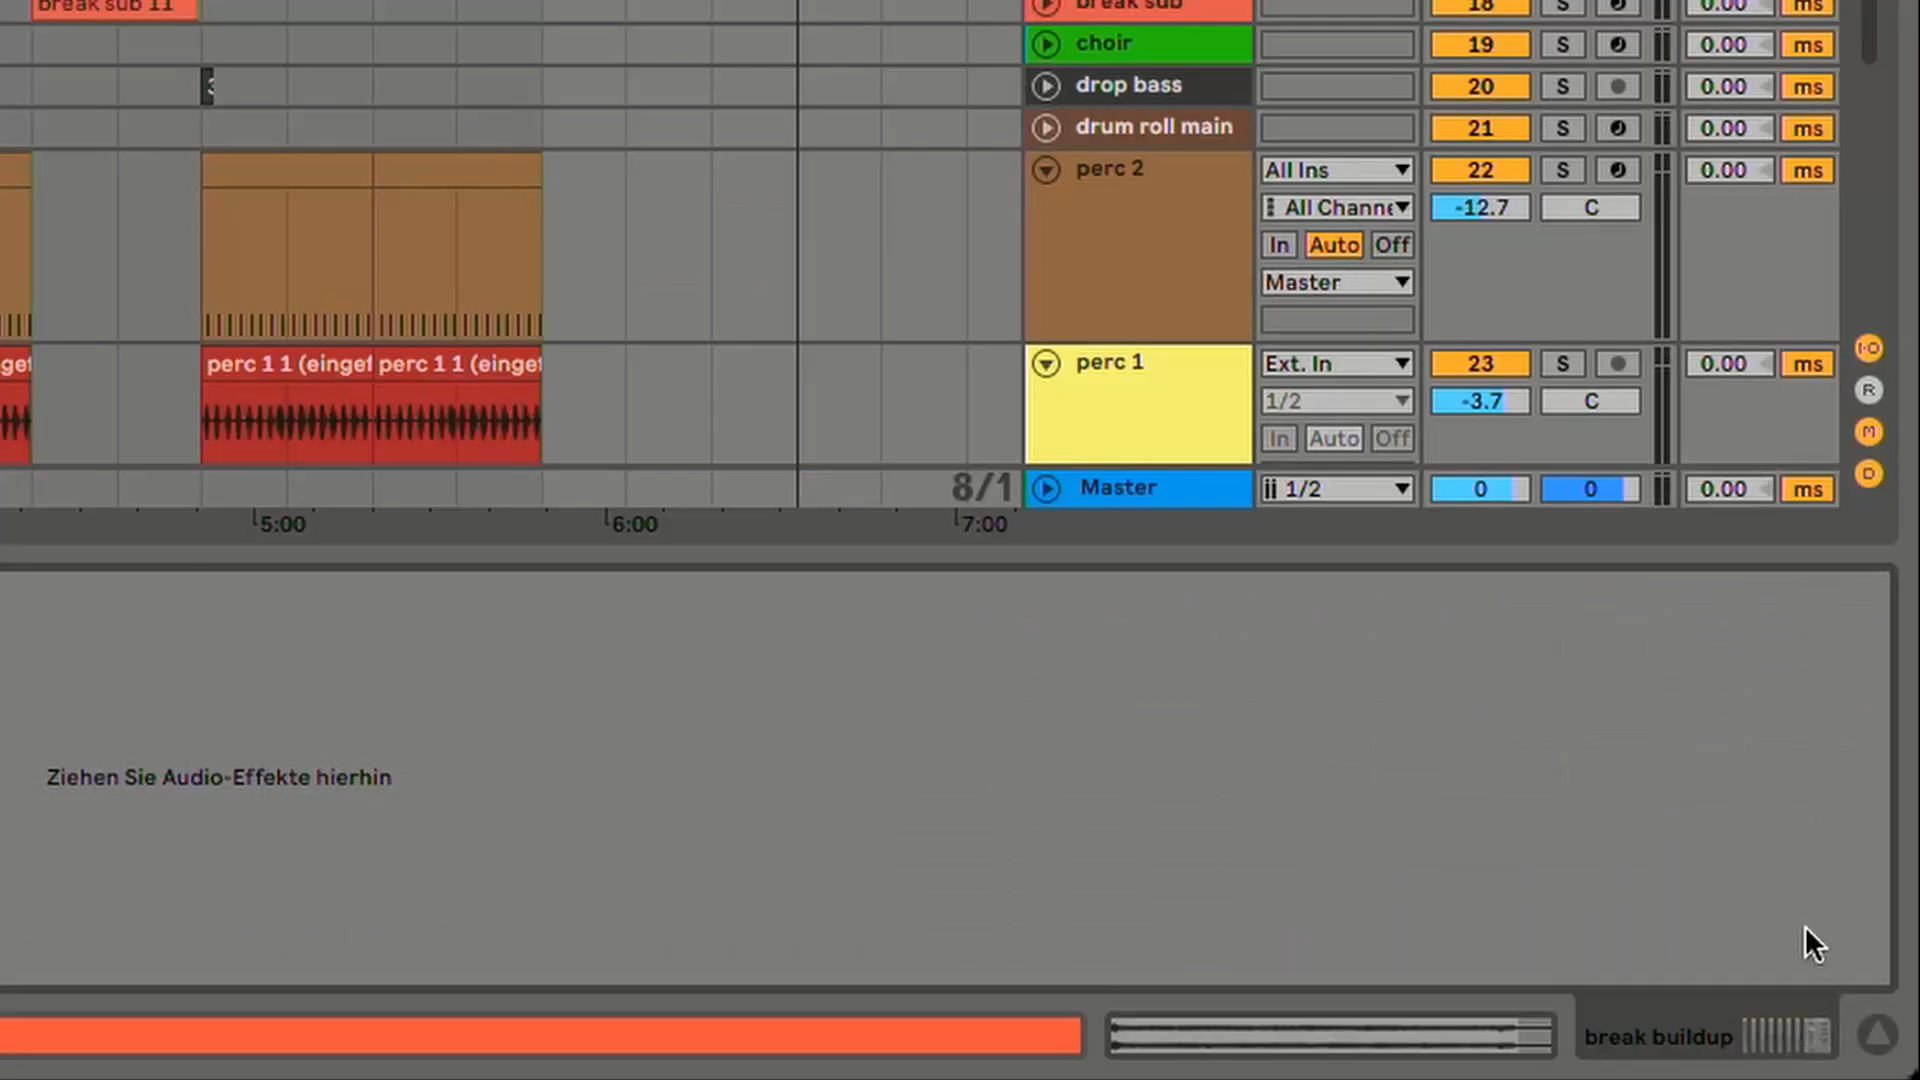 break sub 11
break sub 18 S 0.00 ms
choir 19 S 0.00 ms
drop bass 20 S 0.00 ms
drum roll main 21 S 0.00 ms
perc 2 All Ins 22 S 0.00 ms
All Channe -12.7 C
In Auto Off
Master
perc 1 1 (eingef perc 1 1 (eingef perc 1 Ext. In 23 S 0.00 ms
1/2 -3.7 C
In Auto Off
I-O
R
M
D
8/1 Master 1/2 0 0 0.00 ms
5:00 6:00 7:00
Ziehen Sie Audio-Effekte hierhin
break buildup